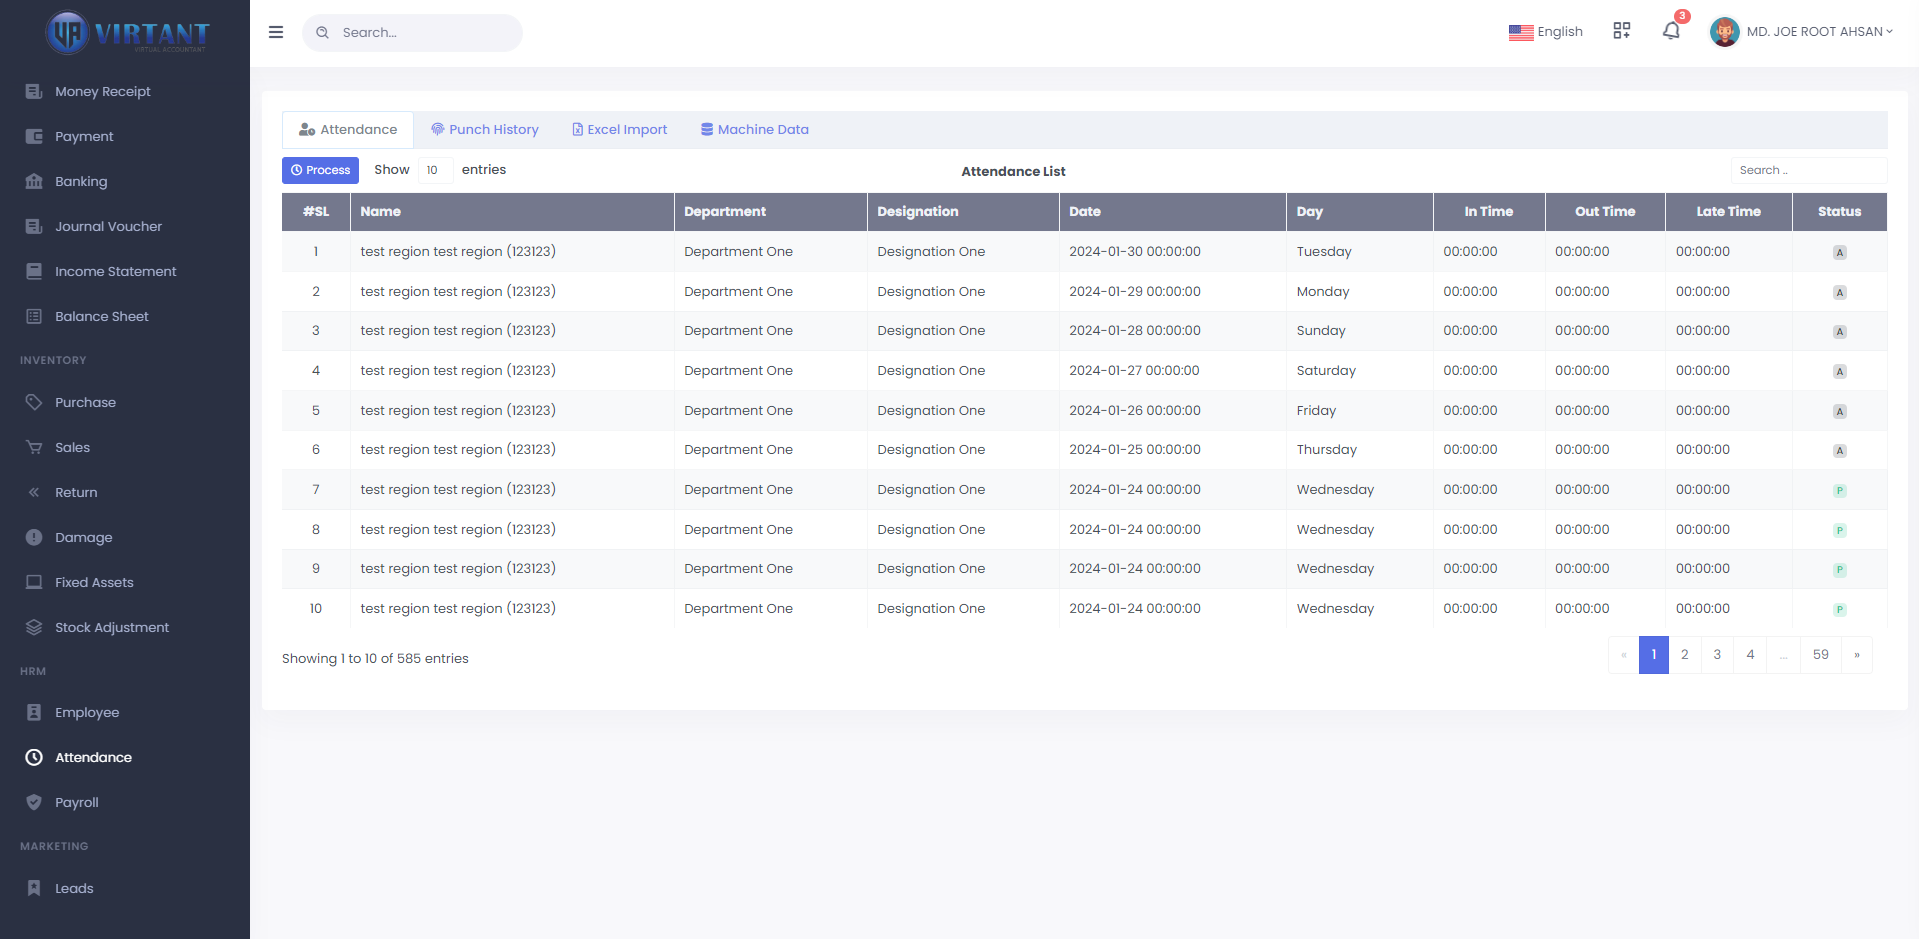 VIRTANT
VIRTUAL ACCOUNTANT
Search...
English
3
MD. JOE ROOT AHSAN
Money Receipt
Payment
Banking
Journal Voucher
Income Statement
Balance Sheet
INVENTORY
Purchase
Sales
Return
Damage
Fixed Assets
Stock Adjustment
HRM
Employee
Attendance
Payroll
MARKETING
Leads
Attendance Punch History Excel Import Machine Data
Process Show 10 entries Attendance List Search ..
#SL Name Department Designation Date Day In Time Out Time Late Time Status
1 test region test region (123123) Department One Designation One 2024-01-30 00:00:00 Tuesday 00:00:00 00:00:00 00:00:00 A
2 test region test region (123123) Department One Designation One 2024-01-29 00:00:00 Monday 00:00:00 00:00:00 00:00:00 A
3 test region test region (123123) Department One Designation One 2024-01-28 00:00:00 Sunday 00:00:00 00:00:00 00:00:00 A
4 test region test region (123123) Department One Designation One 2024-01-27 00:00:00 Saturday 00:00:00 00:00:00 00:00:00 A
5 test region test region (123123) Department One Designation One 2024-01-26 00:00:00 Friday 00:00:00 00:00:00 00:00:00 A
6 test region test region (123123) Department One Designation One 2024-01-25 00:00:00 Thursday 00:00:00 00:00:00 00:00:00 A
7 test region test region (123123) Department One Designation One 2024-01-24 00:00:00 Wednesday 00:00:00 00:00:00 00:00:00 P
8 test region test region (123123) Department One Designation One 2024-01-24 00:00:00 Wednesday 00:00:00 00:00:00 00:00:00 P
9 test region test region (123123) Department One Designation One 2024-01-24 00:00:00 Wednesday 00:00:00 00:00:00 00:00:00 P
10 test region test region (123123) Department One Designation One 2024-01-24 00:00:00 Wednesday 00:00:00 00:00:00 00:00:00 P
Showing 1 to 10 of 585 entries « 1 2 3 4 ... 59 »